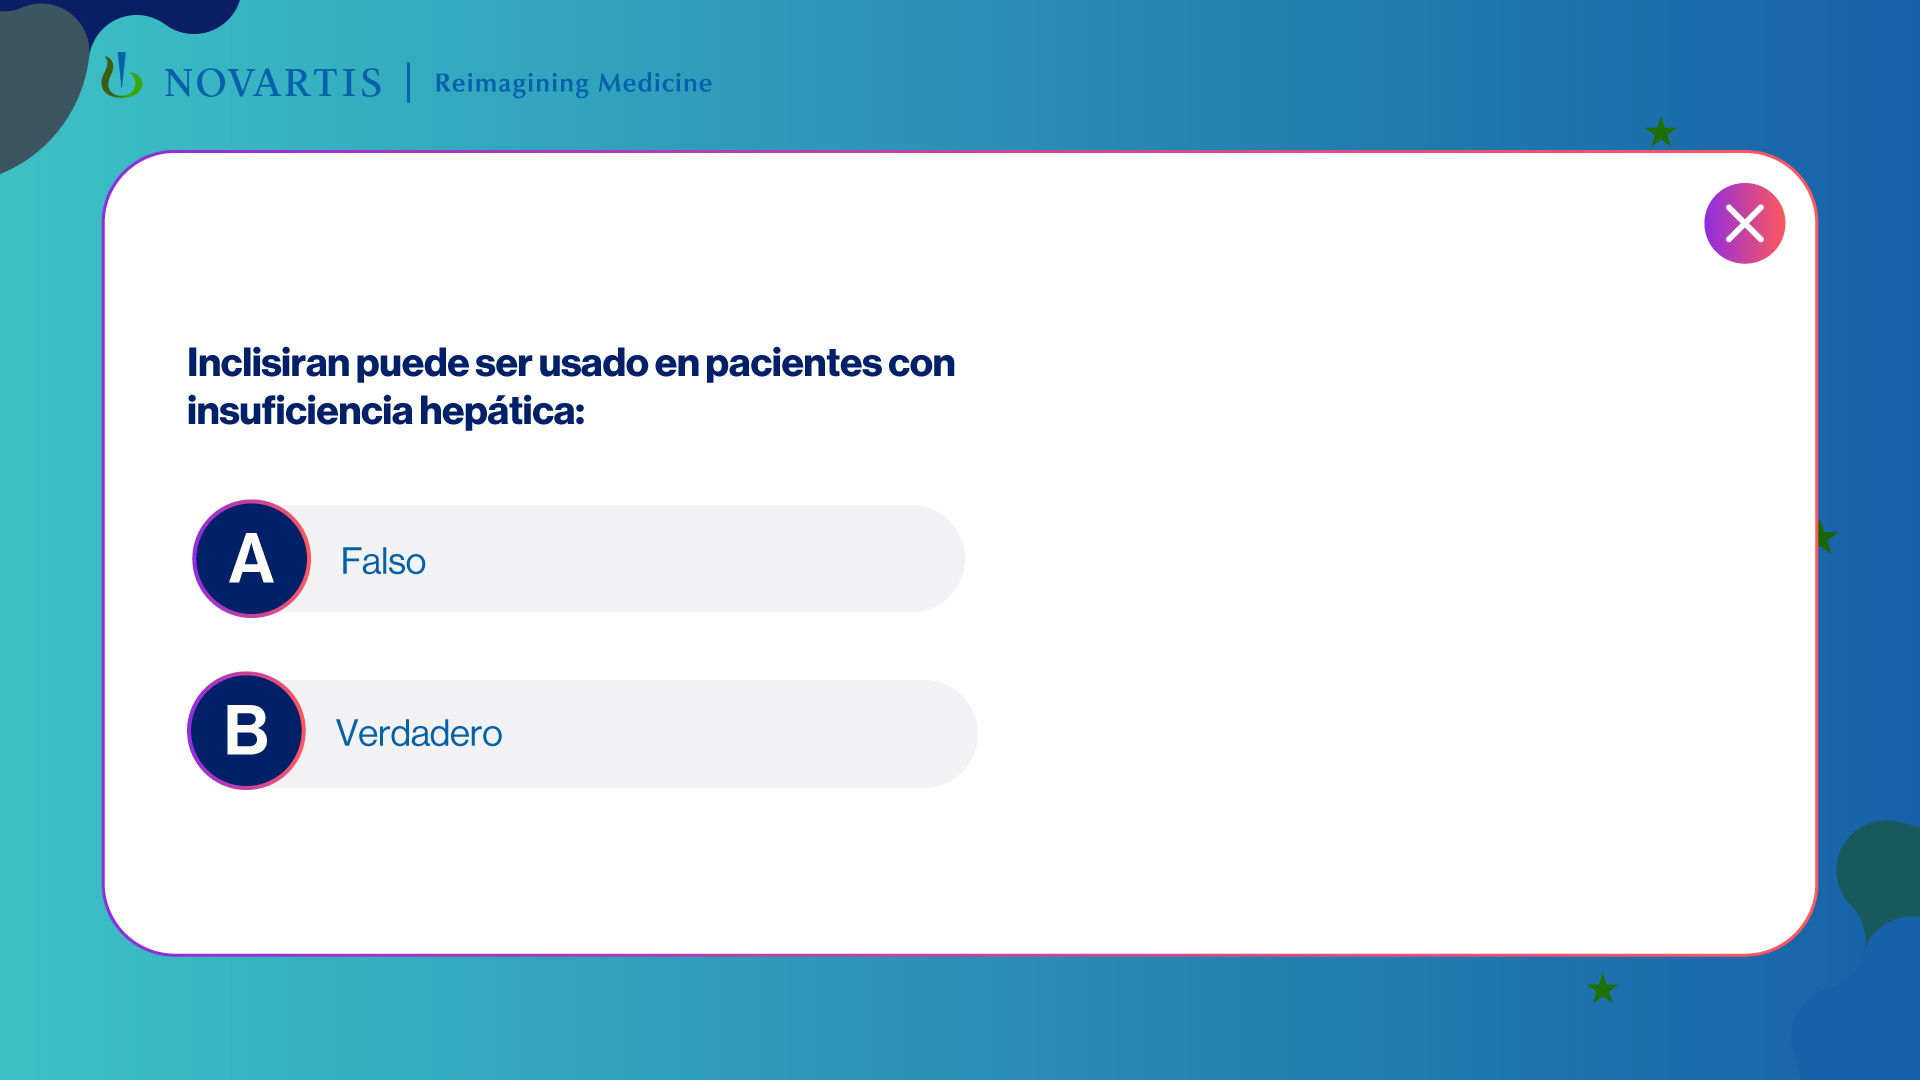 NOVARTIS | Reimagining Medicine
Inclisiran puede ser usado en pacientes con
insuficiencia hepática:
A Falso
B Verdadero